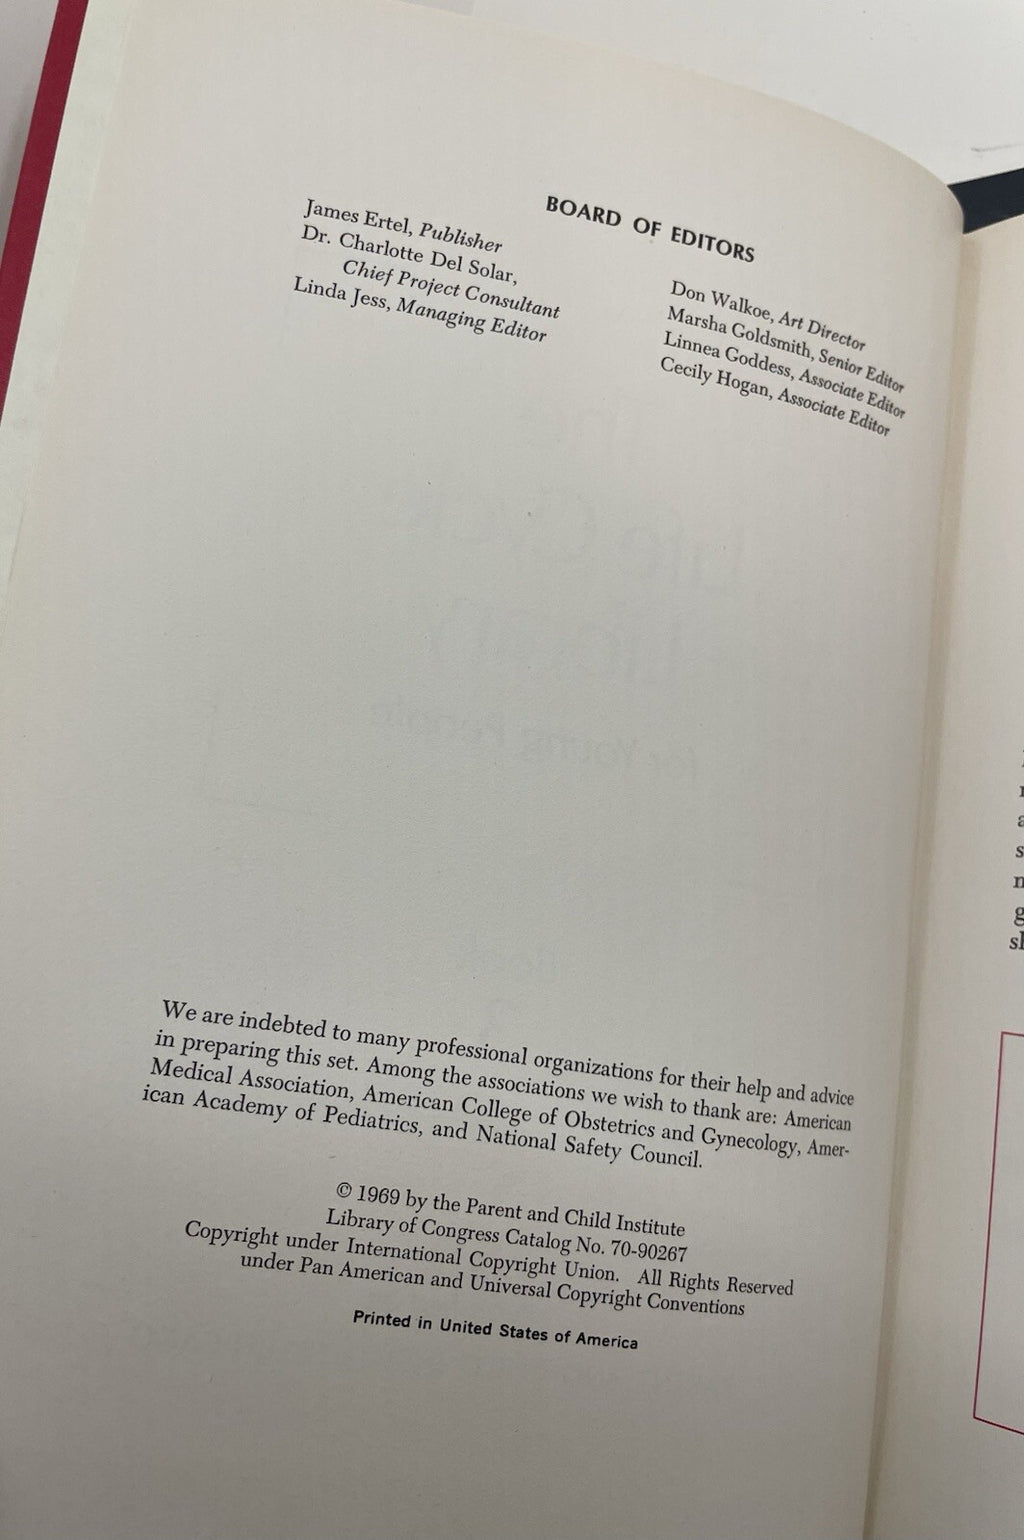 BOARD OF EDITORS
James Ertel, Publisher
Dr. Charlotte Del Solar,
Chief Project Consultant
Linda Jess, Managing Editor
Don Walkoe, Art Director
Marsha Goldsmith, Senior Editor
Linnea Goddess, Associate Editor
Cecily Hogan, Associate Editor
We are indebted to many professional organizations for their help and advice
in preparing this set. Among the associations we wish to thank are: American
Medical Association, American College of Obstetrics and Gynecology, Amer-
ican Academy of Pediatrics, and National Safety Council.
© 1969 by the Parent and Child Institute
Library of Congress Catalog No. 70-90267
Copyright under International Copyright Union. All Rights Reserved
under Pan American and Universal Copyright Conventions
Printed in United States of America